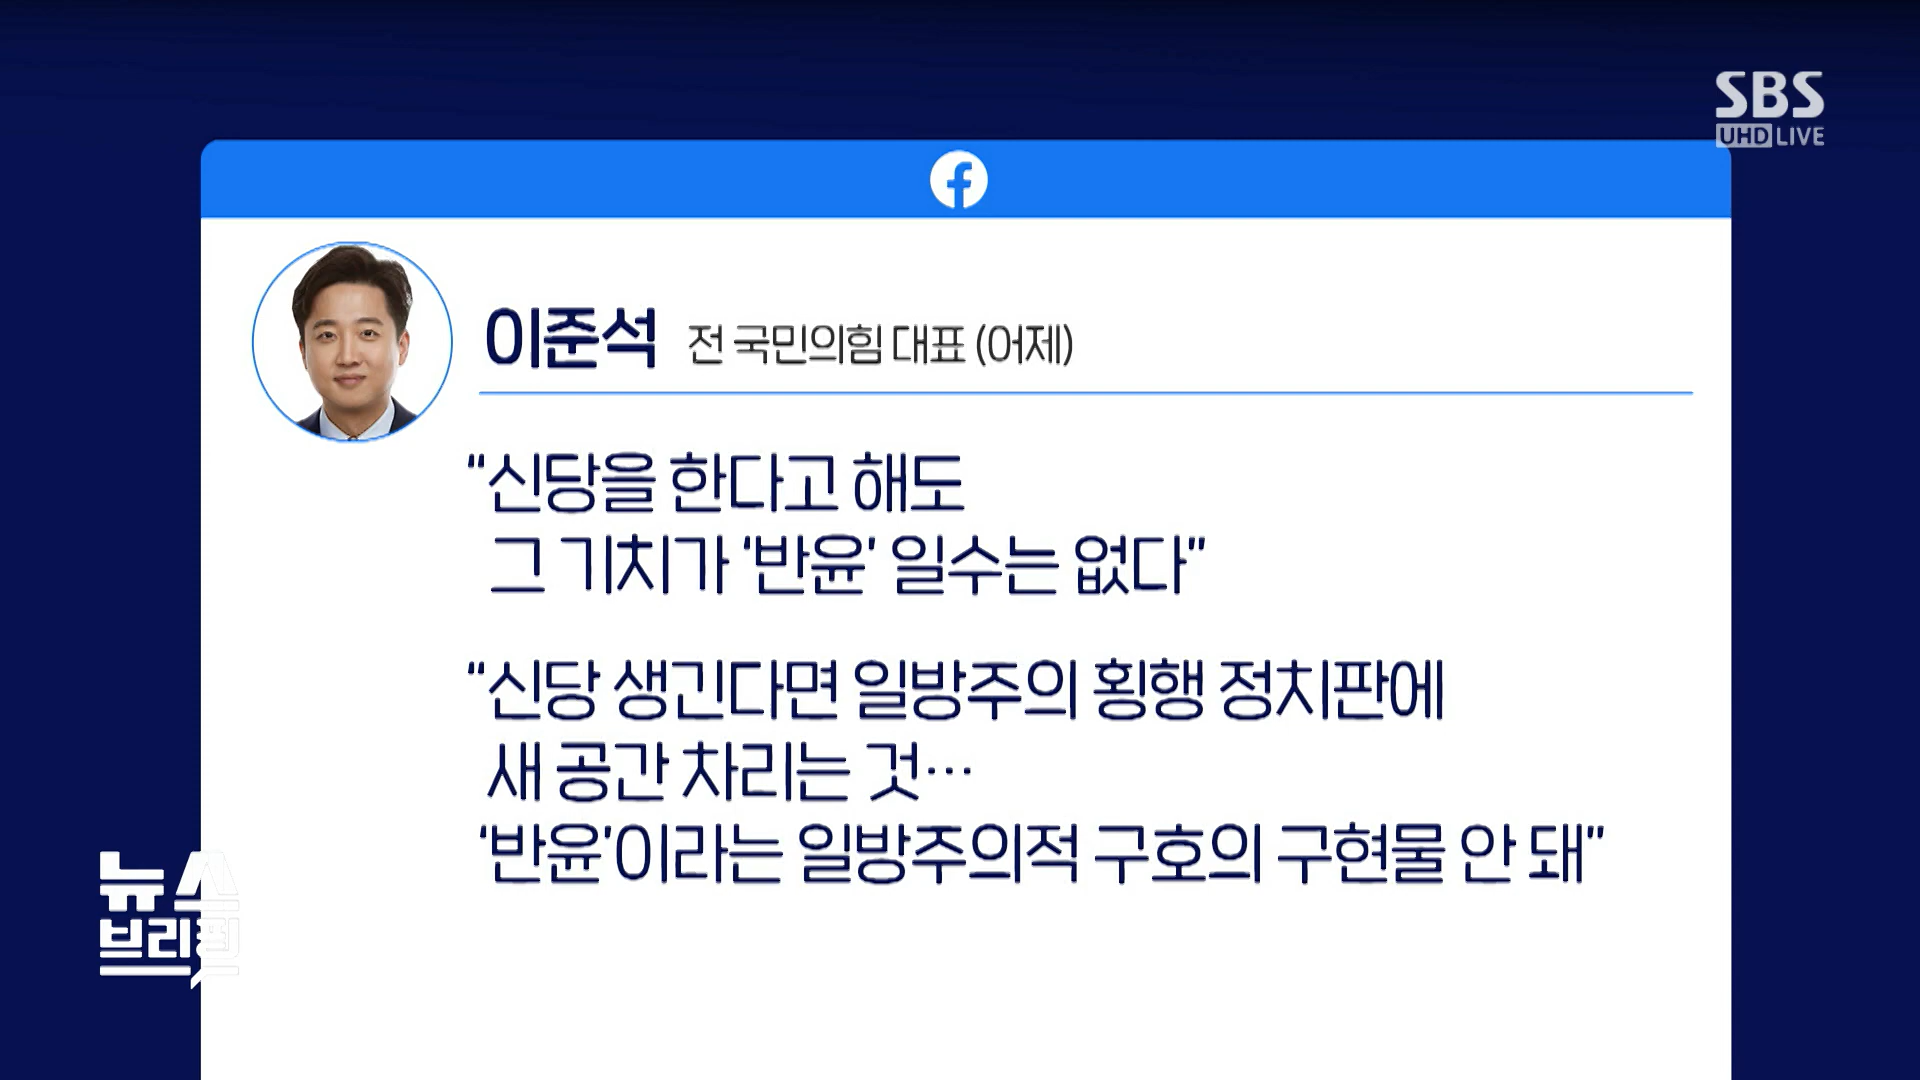 SBS
UHD LIVE
이준석 전 국민의힘 대표 (어제)
“신당을 한다고 해도
그 기치가 ‘반윤’ 일수는 없다”
“신당 생긴다면 일방주의 횡행 정치판에
새 공간 차리는 것…
‘반윤’이라는 일방주의적 구호의 구현물 안 돼”
뉴스
브리핑